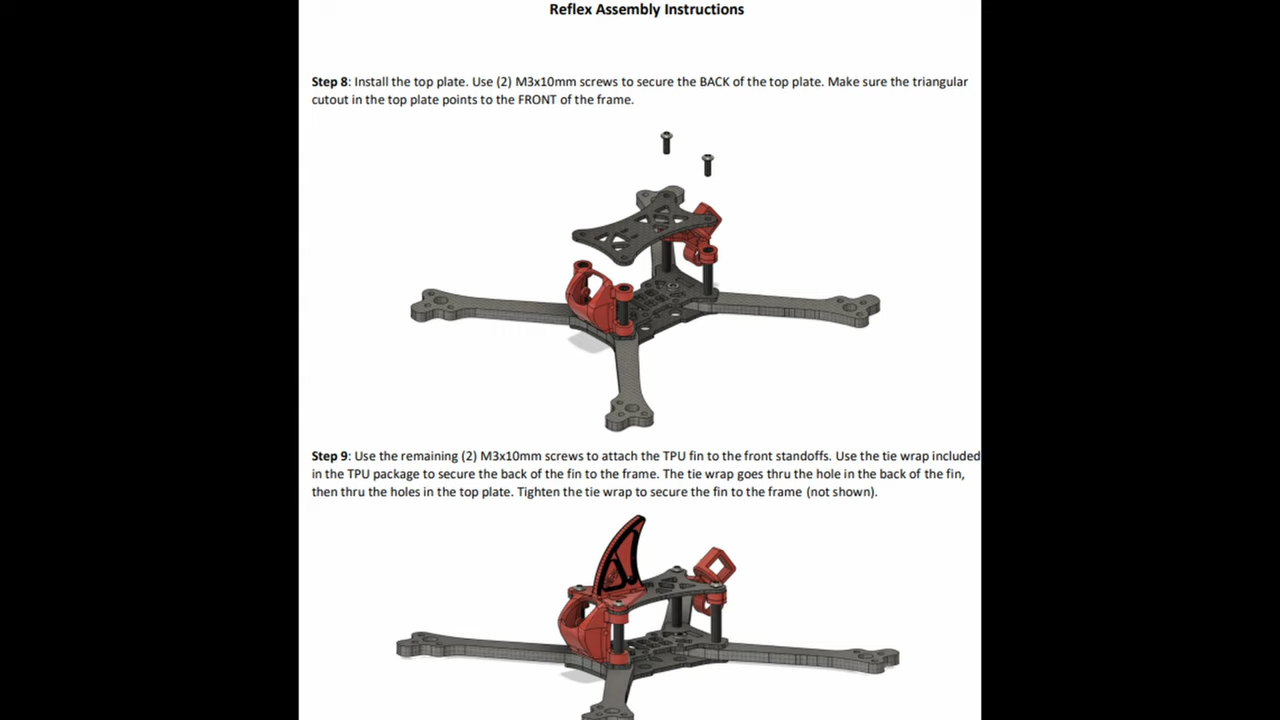 Reflex Assembly Instructions
Step 8: Install the top plate. Use (2) M3x10mm screws to secure the BACK of the top plate. Make sure the triangular
cutout in the top plate points to the FRONT of the frame.
Step 9: Use the remaining (2) M3x10mm screws to attach the TPU fin to the front standoffs. Use the tie wrap included
in the TPU package to secure the back of the fin to the frame. The tie wrap goes thru the hole in the back of the fin,
then thru the holes in the top plate. Tighten the tie wrap to secure the fin to the frame (not shown).